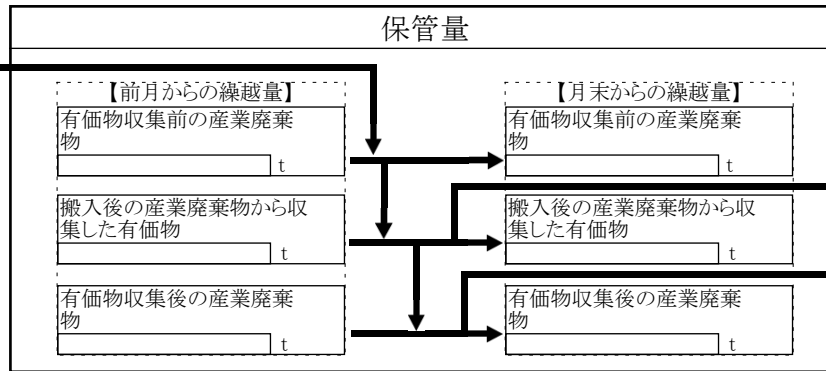 保管量
【前月からの繰越量】
有価物収集前の産業廃棄
物
t
搬入後の産業廃棄物から収
集した有価物
t
有価物収集後の産業廃棄
物
t
【月末からの繰越量】
有価物収集前の産業廃棄
物
t
搬入後の産業廃棄物から収
集した有価物
t
有価物収集後の産業廃棄
物
t